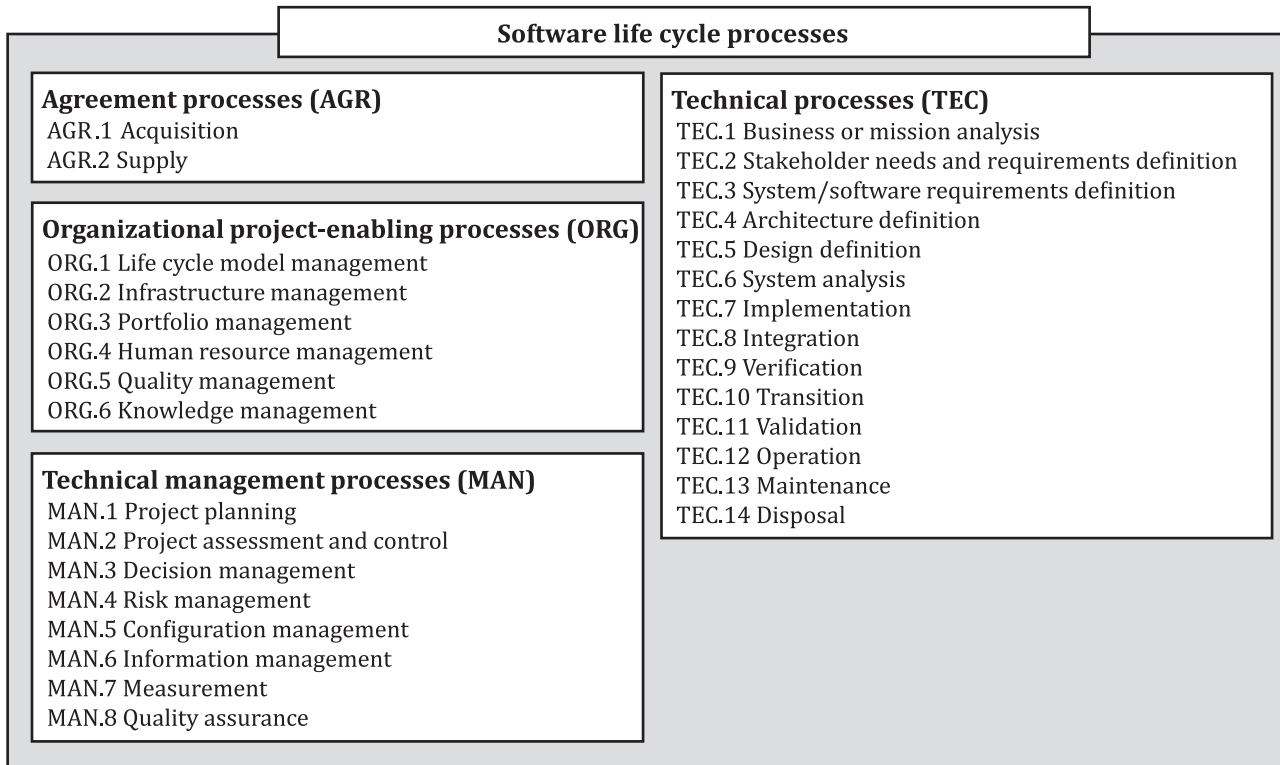 Software life cycle processes
Agreement processes (AGR)
AGR.1 Acquisition
AGR.2 Supply
Organizational project-enabling processes (ORG)
ORG.1 Life cycle model management
ORG.2 Infrastructure management
ORG.3 Portfolio management
ORG.4 Human resource management
ORG.5 Quality management
ORG.6 Knowledge management
Technical management processes (MAN)
MAN.1 Project planning
MAN.2 Project assessment and control
MAN.3 Decision management
MAN.4 Risk management
MAN.5 Configuration management
MAN.6 Information management
MAN.7 Measurement
MAN.8 Quality assurance
Technical processes (TEC)
TEC.1 Business or mission analysis
TEC.2 Stakeholder needs and requirements definition
TEC.3 System/software requirements definition
TEC.4 Architecture definition
TEC.5 Design definition
TEC.6 System analysis
TEC.7 Implementation
TEC.8 Integration
TEC.9 Verification
TEC.10 Transition
TEC.11 Validation
TEC.12 Operation
TEC.13 Maintenance
TEC.14 Disposal